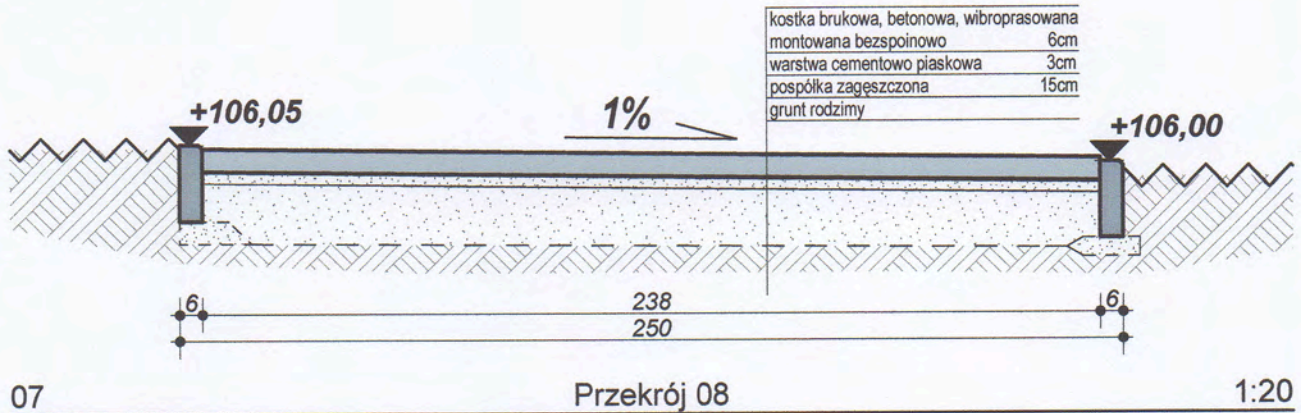 kostka brukowa, betonowa, wibroprasowana
montowana bezspoinowo 6cm
warstwa cementowo piaskowa 3cm
pospółka zagęszczona 15cm
grunt rodzimy
+106,05
1%
+106,00
6
238
6
250
07
Przekrój 08
1:20